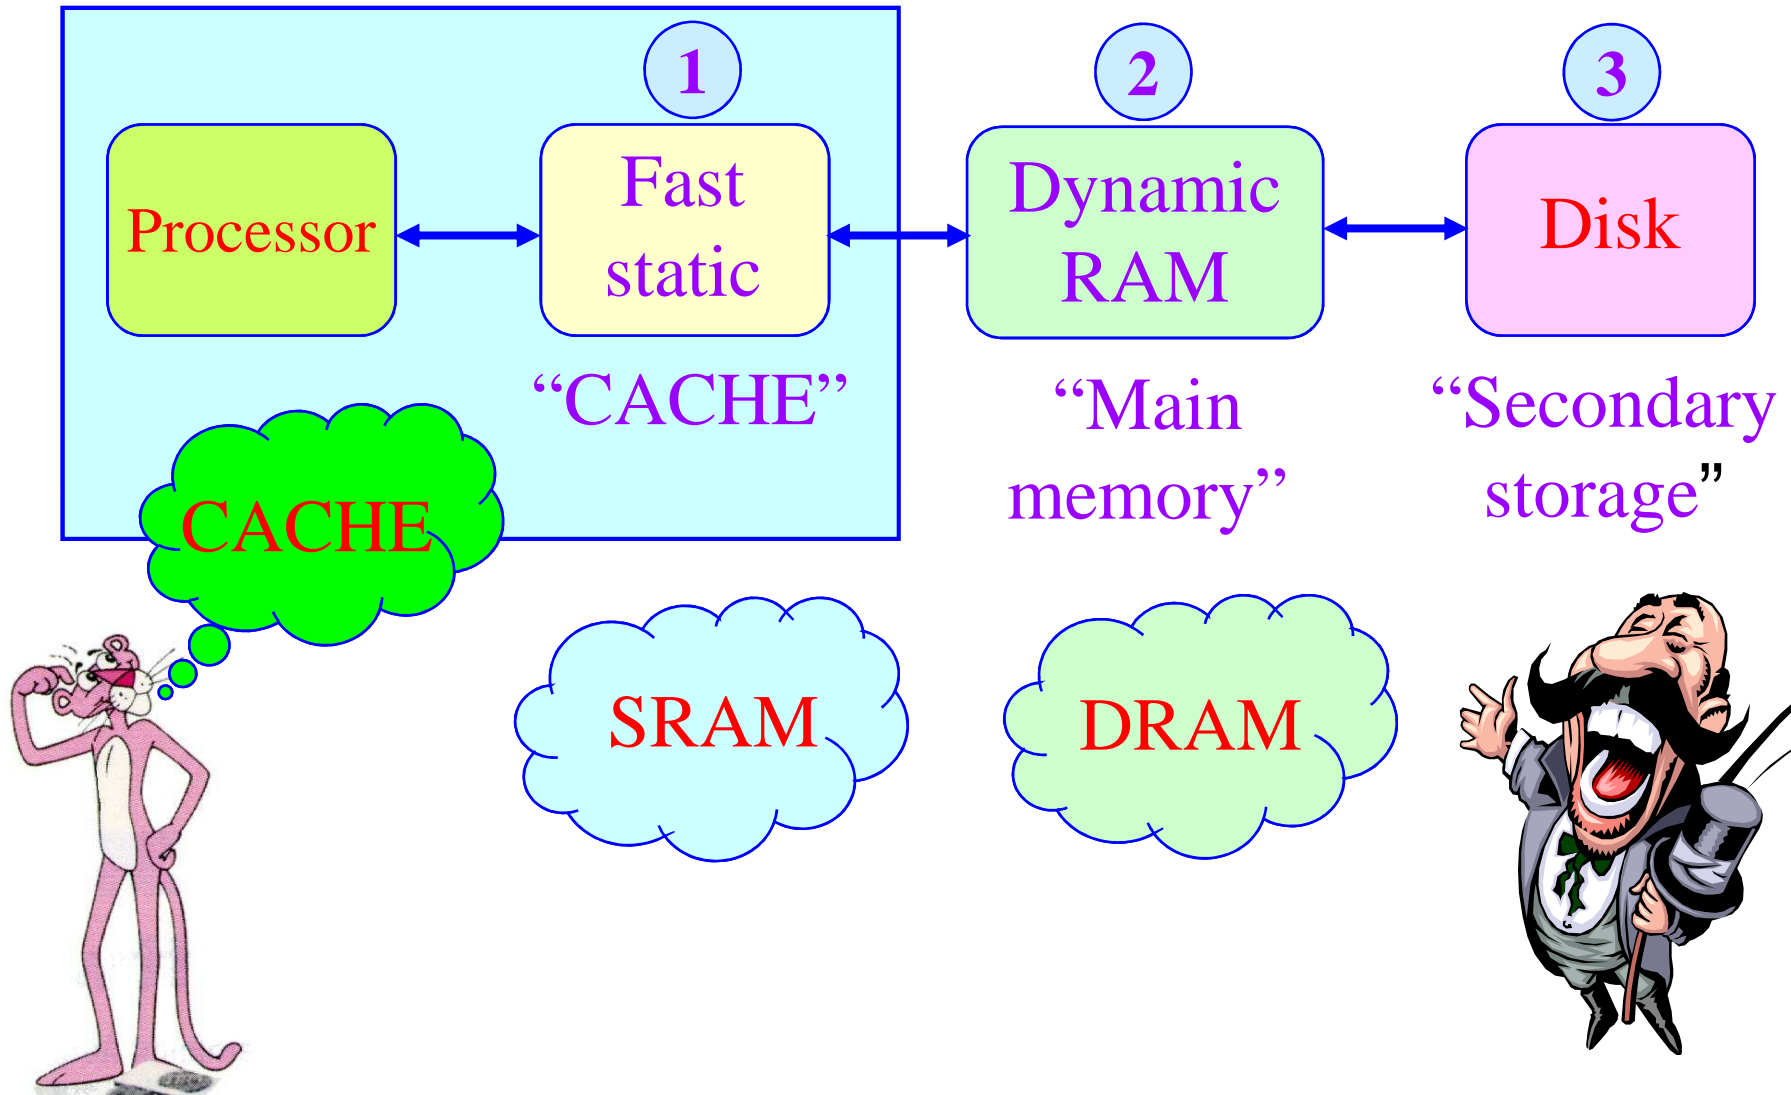 1
2
3
Processor
Fast
static
Dynamic
RAM
Disk
“CACHE”
“Main
memory”
“Secondary
storage”
CACHE
SRAM
DRAM